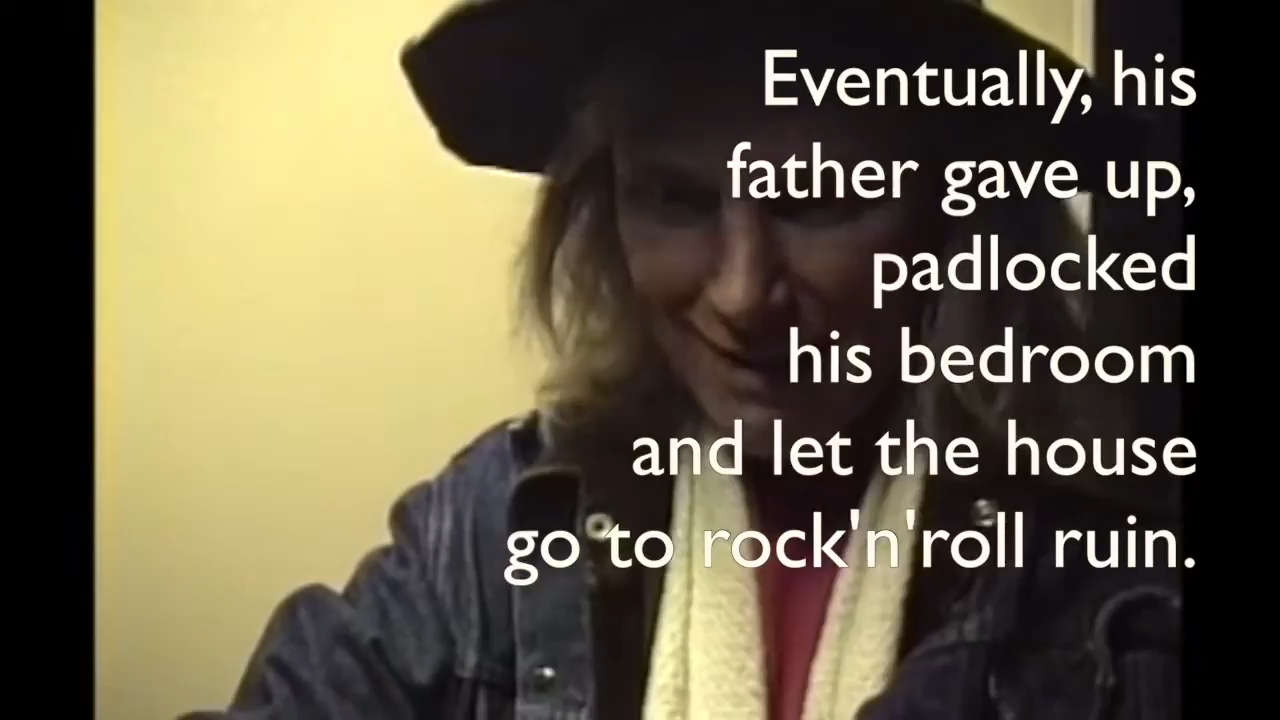 Eventually, his
father gave up,
padlocked
his bedroom
and let the house
go to rock'n'roll ruin.